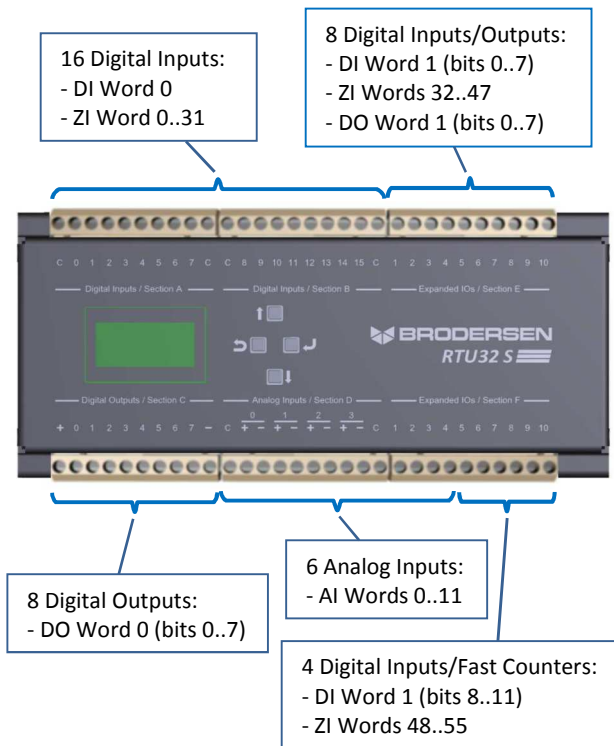 16 Digital Inputs:
- DI Word 0
- ZI Word 0..31
8 Digital Inputs/Outputs:
- DI Word 1 (bits 0..7)
- ZI Words 32..47
- DO Word 1 (bits 0..7)
C 0 1 2 3 4 5 6 7 C C 8 9 10 11 12 13 14 15 C 1 2 3 4 5 6 7 8 9 10
Digital Inputs / Section A Digital Inputs / Section B Expanded IOs / Section E
BRODERSEN
RTU32 S
Digital Outputs / Section C Analog Inputs / Section D Expanded IOs / Section F
0 1 2 3
+ 0 1 2 3 4 5 6 7 − C + − + − + − + − C 1 2 3 4 5 6 7 8 9 10
6 Analog Inputs:
- AI Words 0..11
8 Digital Outputs:
- DO Word 0 (bits 0..7)
4 Digital Inputs/Fast Counters:
- DI Word 1 (bits 8..11)
- ZI Words 48..55